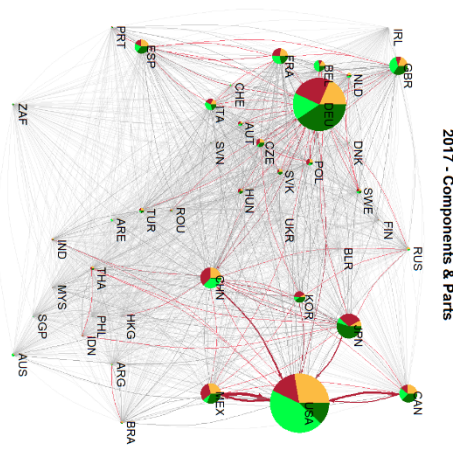 2017 - Components & Parts
IRL
PRT
ESP
FRA
BEL
NLD
GBR
ZAF
CHE
ITA
DEU
AUT
CZE
DNK
SVN
POL
SVK
SWE
HUN
ARE
TUR
ROU
UKR
FIN
RUS
BLR
IND
THA
CHN
MYS
KOR
SGP
PHL
HKG
JPN
IDN
AUS
ARG
MEX
USA
CAN
BRA